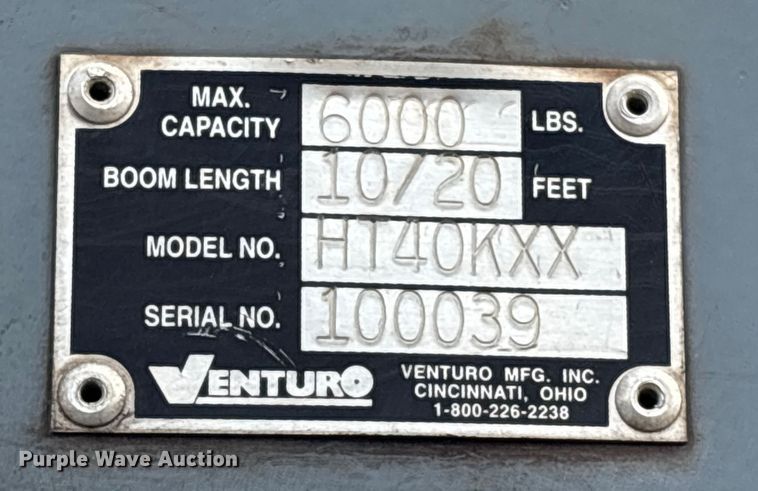 MAX.
CAPACITY 6000 LBS.
BOOM LENGTH 10/20 FEET
MODEL NO. HT40KXX
SERIAL NO. 100039
VENTURO
VENTURO MFG. INC.
CINCINNATI, OHIO
1-800-226-2238
Purple Wave Auction